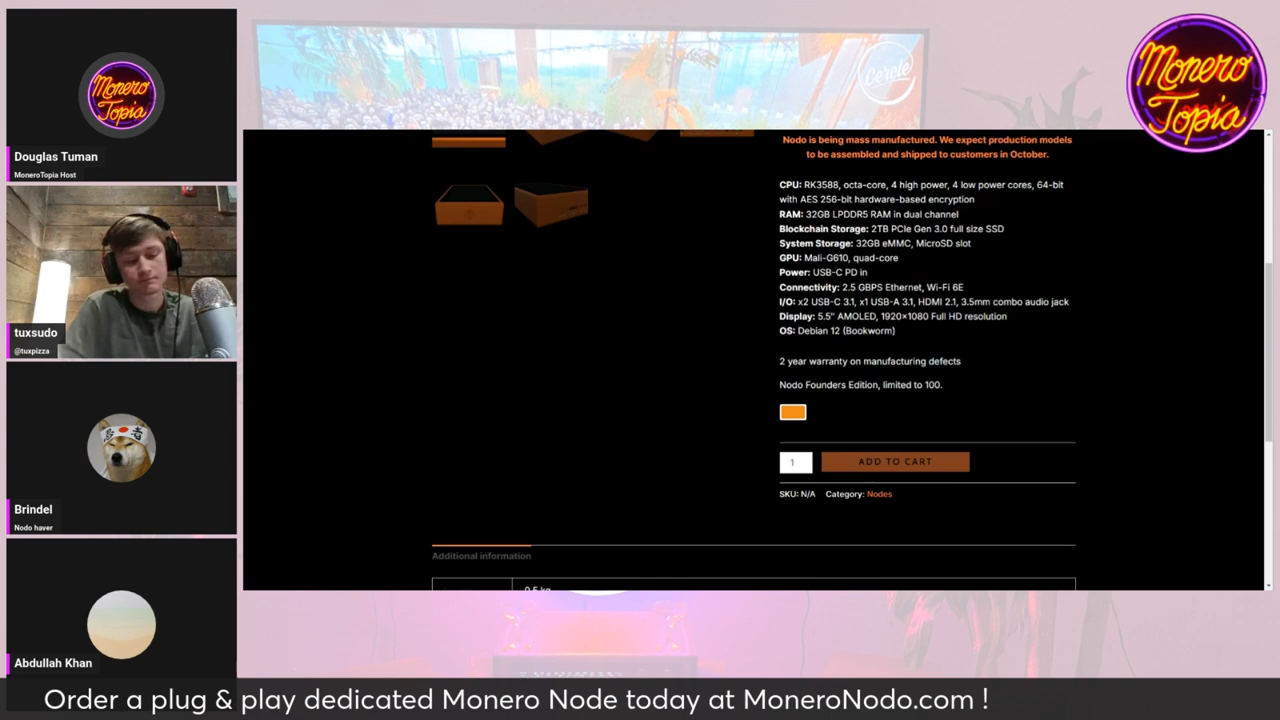 Monero
Topia
Douglas Tuman
MoneroTopia Host
tuxsudo
@tuxpizza
Brindel
Nodo haver
Abdullah Khan
Cercle
Monero
Topia
Nodo is being mass manufactured. We expect production models
to be assembled and shipped to customers in October.
CPU: RK3588, octa-core, 4 high power, 4 low power cores, 64-bit
with AES 256-bit hardware-based encryption
RAM: 32GB LPDDR5 RAM in dual channel
Blockchain Storage: 2TB PCIe Gen 3.0 full size SSD
System Storage: 32GB eMMC, MicroSD slot
GPU: Mali-G610, quad-core
Power: USB-C PD in
Connectivity: 2.5 GBPS Ethernet, Wi-Fi 6E
I/O: x2 USB-C 3.1, x1 USB-A 3.1, HDMI 2.1, 3.5mm combo audio jack
Display: 5.5" AMOLED, 1920×1080 Full HD resolution
OS: Debian 12 (Bookworm)
2 year warranty on manufacturing defects
Nodo Founders Edition, limited to 100.
1 ADD TO CART
SKU: N/A Category: Nodes
Additional information
0.5 kg
Order a plug & play dedicated Monero Node today at MoneroNodo.com !